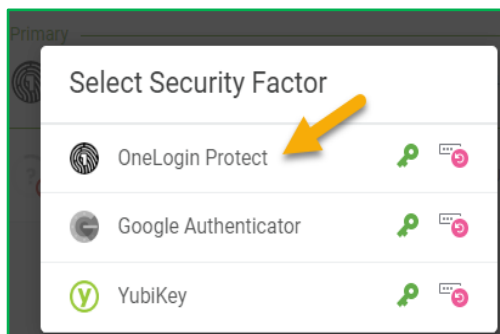 Primary
Select Security Factor
OneLogin Protect
Google Authenticator
YubiKey